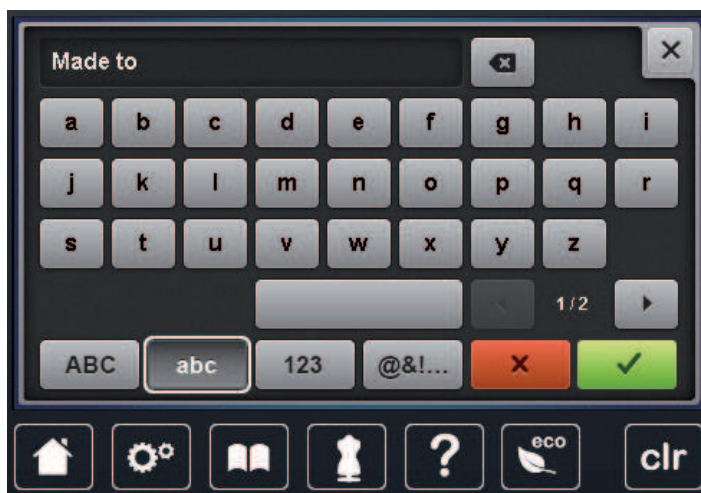 Made to
a b c d e f g h i
j k l m n o p q r
s t u v w x y z
1/2
ABC abc 123 @&!...
? eco clr